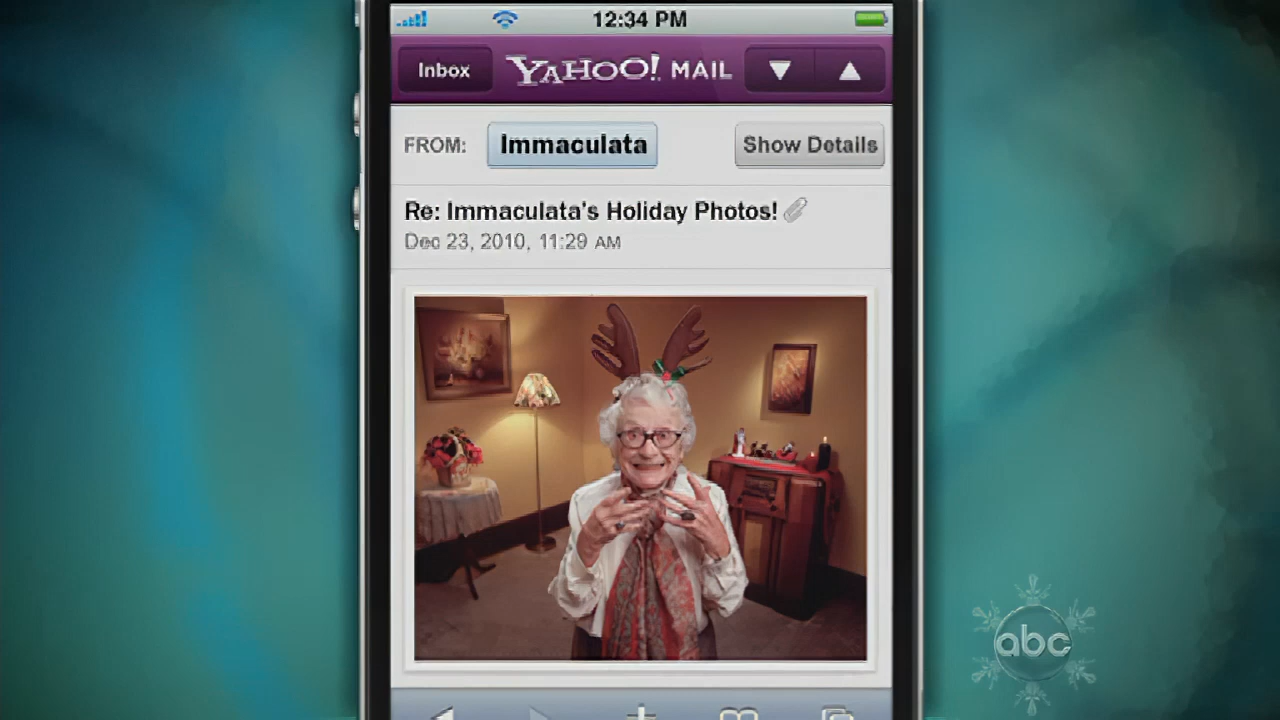 12:34 PM
Inbox YAHOO! MAIL
FROM: Immaculata Show Details
Re: Immaculata's Holiday Photos!
Dec 23, 2010, 11:29 AM
abc